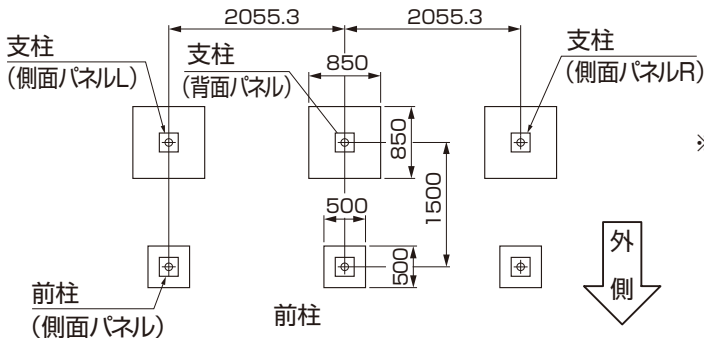 2055.3
2055.3
支柱
(側面パネルL)
支柱
(背面パネル)
850
支柱
(側面パネルR)
850
※
1500
500
500
外
側
前柱
(側面パネル)
前柱